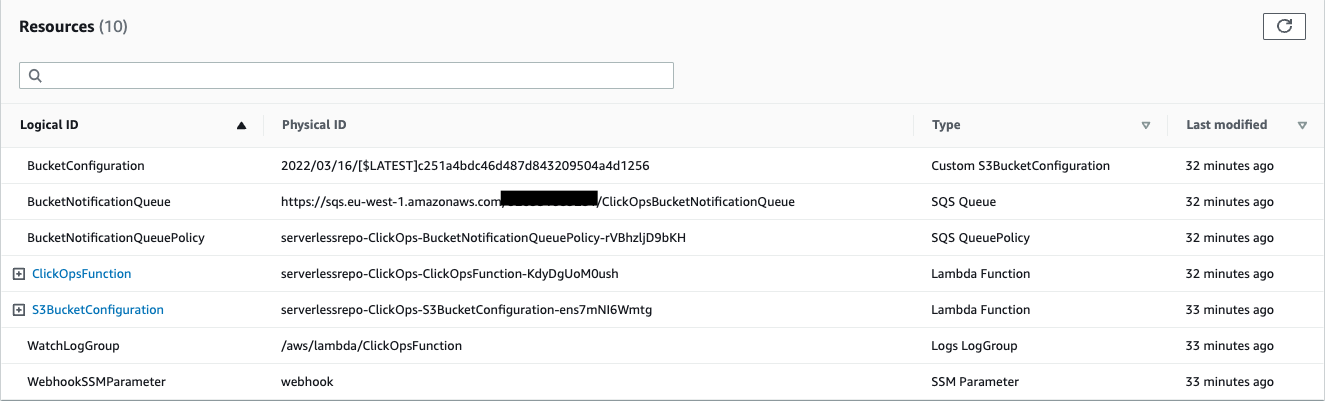 Resources (10)
Logical ID Physical ID Type Last modified
BucketConfiguration 2022/03/16/[$LATEST]c251a4bdc46d487d843209504a4d1256 Custom S3BucketConfiguration 32 minutes ago
BucketNotificationQueue https://sqs.eu-west-1.amazonaws.com/ /ClickOpsBucketNotificationQueue SQS Queue 32 minutes ago
BucketNotificationQueuePolicy serverlessrepo-ClickOps-BucketNotificationQueuePolicy-rVBhzljD9bKH SQS QueuePolicy 32 minutes ago
ClickOpsFunction serverlessrepo-ClickOps-ClickOpsFunction-KdyDgUoM0ush Lambda Function 32 minutes ago
S3BucketConfiguration serverlessrepo-ClickOps-S3BucketConfiguration-ens7mNI6Wmtg Lambda Function 33 minutes ago
WatchLogGroup /aws/lambda/ClickOpsFunction Logs LogGroup 33 minutes ago
WebhookSSMParameter webhook SSM Parameter 33 minutes ago